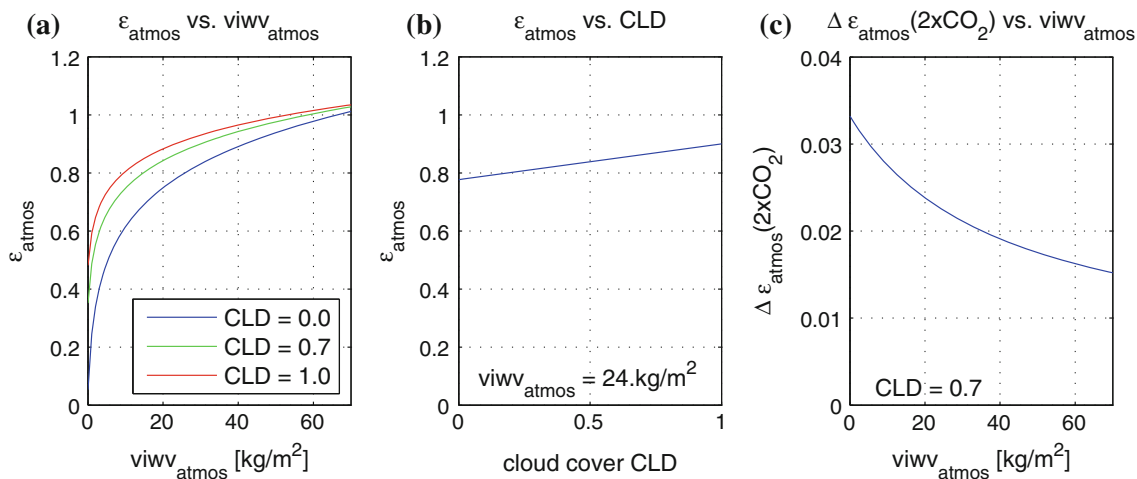 (a)
ε_atmos vs. viwv_atmos
ε_atmos
1.2
1
0.8
0.6
0.4
0.2
0
CLD = 0.0
CLD = 0.7
CLD = 1.0
0 20 40 60
viwv_atmos [kg/m²]
(b)
ε_atmos vs. CLD
1.2
1
0.8
0.6
0.4
0.2
0
viwv_atmos = 24.kg/m²
0 0.5 1
cloud cover CLD
(c)
Δ ε_atmos(2xCO₂) vs. viwv_atmos
Δ ε_atmos(2xCO₂)
0.04
0.03
0.02
0.01
0
CLD = 0.7
0 20 40 60
viwv_atmos [kg/m²]